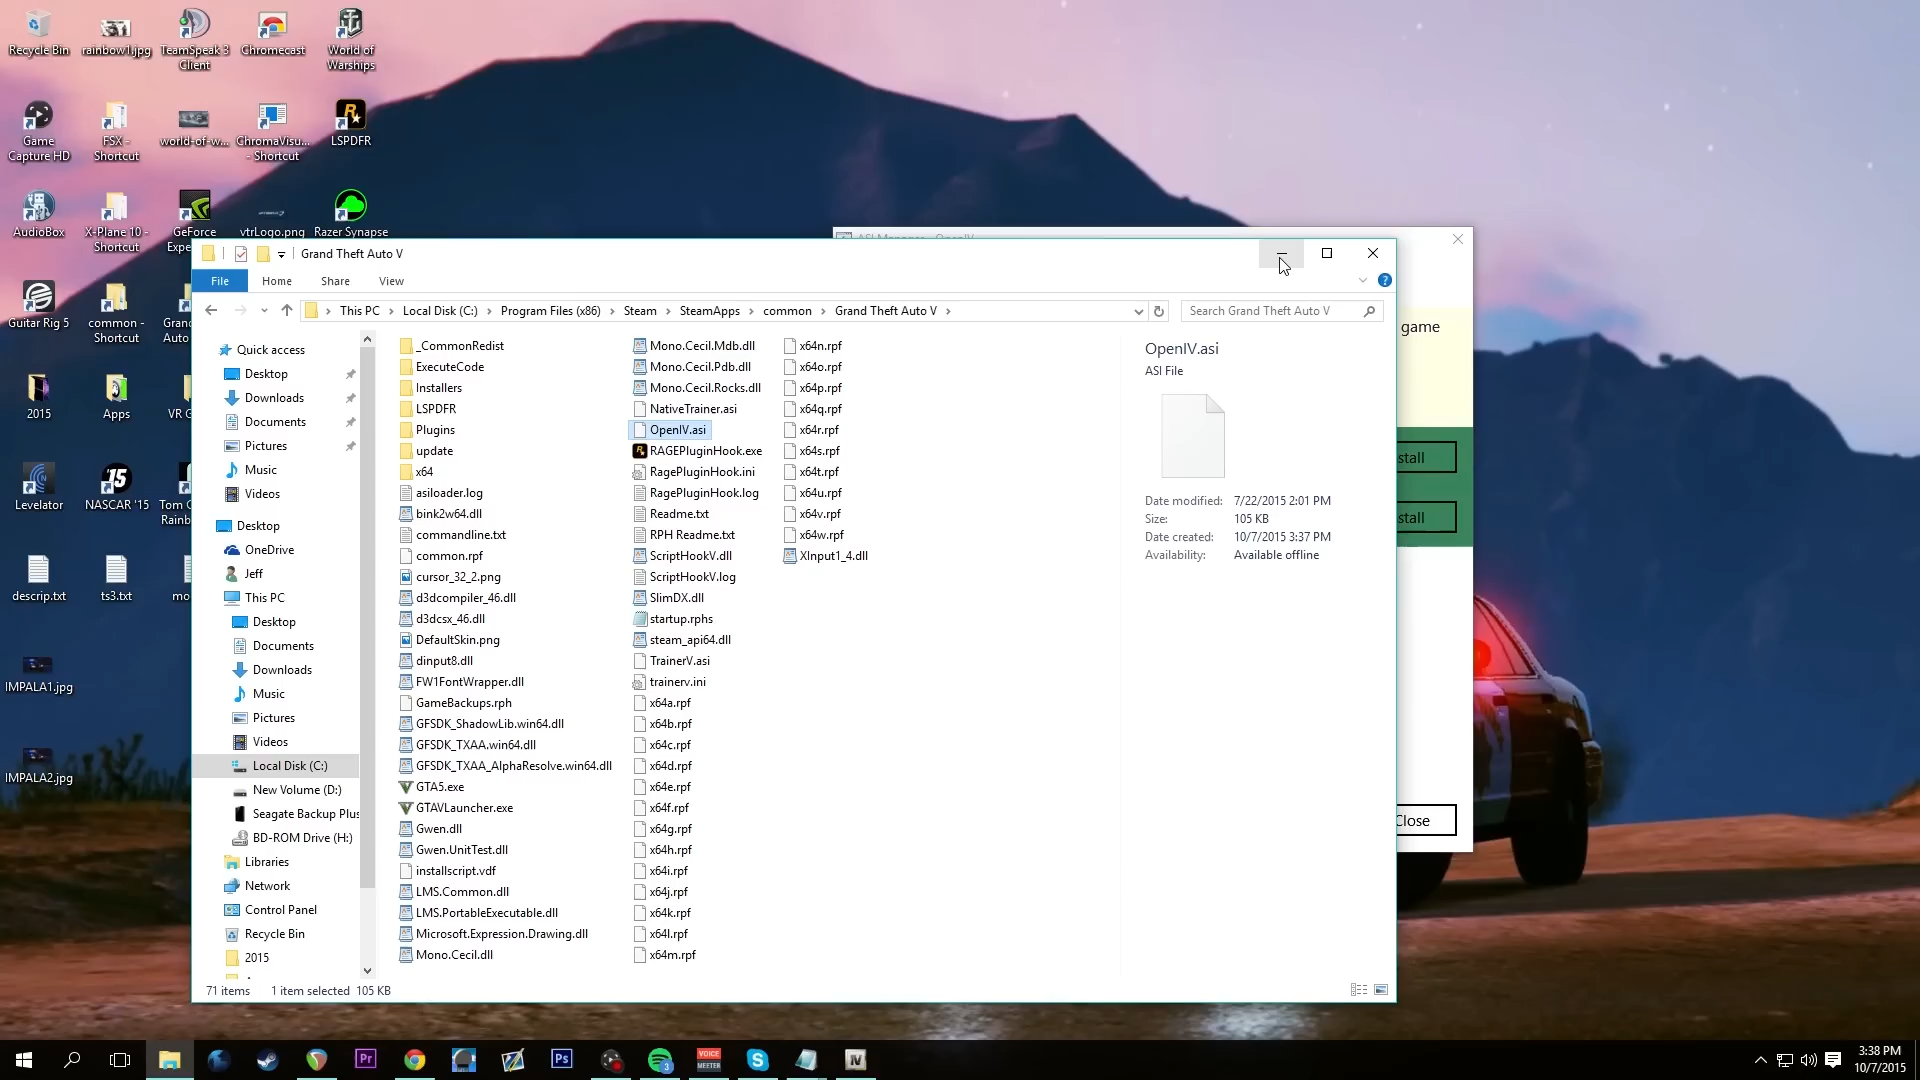 Recycle Bin
rainbow1.jpg
TeamSpeak 3
Client
Chromecast
World of
Warships
Game
Capture HD
FSX -
Shortcut
world-of-w...
ChromaVisu...
- Shortcut
LSPDFR
AudioBox
X-Plane 10 -
Shortcut
GeForce
Expe
vtrLogo.png
Razer Synapse
Guitar Rig 5
common -
Shortcut
Gran
Auto
2015
Apps
VR G
Levelator
NASCAR '15
Tom C
Rainb
descrip.txt
ts3.txt
mo
IMPALA1.jpg
IMPALA2.jpg
ASI Manager - OpenIV
game
stall
stall
Close
Grand Theft Auto V
File
Home
Share
View
This PC
Local Disk (C:)
Program Files (x86)
Steam
SteamApps
common
Grand Theft Auto V
Search Grand Theft Auto V
Quick access
Desktop
Downloads
Documents
Pictures
Music
Videos
Desktop
OneDrive
Jeff
This PC
Desktop
Documents
Downloads
Music
Pictures
Videos
Local Disk (C:)
New Volume (D:)
Seagate Backup Plus
BD-ROM Drive (H:)
Libraries
Network
Control Panel
Recycle Bin
2015
_CommonRedist
ExecuteCode
Installers
LSPDFR
Plugins
update
x64
asiloader.log
bink2w64.dll
commandline.txt
common.rpf
cursor_32_2.png
d3dcompiler_46.dll
d3dcsx_46.dll
DefaultSkin.png
dinput8.dll
FW1FontWrapper.dll
GameBackups.rph
GFSDK_ShadowLib.win64.dll
GFSDK_TXAA.win64.dll
GFSDK_TXAA_AlphaResolve.win64.dll
GTA5.exe
GTAVLauncher.exe
Gwen.dll
Gwen.UnitTest.dll
installscript.vdf
LMS.Common.dll
LMS.PortableExecutable.dll
Microsoft.Expression.Drawing.dll
Mono.Cecil.dll
Mono.Cecil.Mdb.dll
Mono.Cecil.Pdb.dll
Mono.Cecil.Rocks.dll
NativeTrainer.asi
OpenIV.asi
RAGEPluginHook.exe
RagePluginHook.ini
RagePluginHook.log
Readme.txt
RPH Readme.txt
ScriptHookV.dll
ScriptHookV.log
SlimDX.dll
startup.rphs
steam_api64.dll
TrainerV.asi
trainerv.ini
x64a.rpf
x64b.rpf
x64c.rpf
x64d.rpf
x64e.rpf
x64f.rpf
x64g.rpf
x64h.rpf
x64i.rpf
x64j.rpf
x64k.rpf
x64l.rpf
x64m.rpf
x64n.rpf
x64o.rpf
x64p.rpf
x64q.rpf
x64r.rpf
x64s.rpf
x64t.rpf
x64u.rpf
x64v.rpf
x64w.rpf
XInput1_4.dll
OpenIV.asi
ASI File
Date modified: 7/22/2015 2:01 PM
Size: 105 KB
Date created: 10/7/2015 3:37 PM
Availability: Available offline
71 items
1 item selected 105 KB
Pr
Ps
3
VOICE
MEETER
3:38 PM
10/7/2015